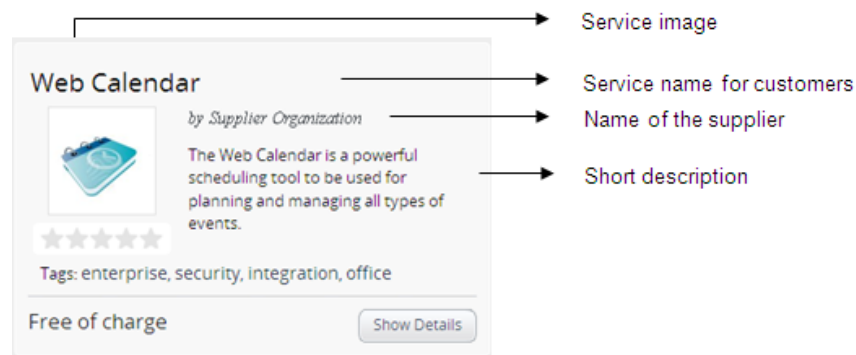 Service image
Web Calendar
Service name for customers
by Supplier Organization
Name of the supplier
The Web Calendar is a powerful
scheduling tool to be used for
planning and managing all types of
events.
Short description
Tags: enterprise, security, integration, office
Free of charge
Show Details